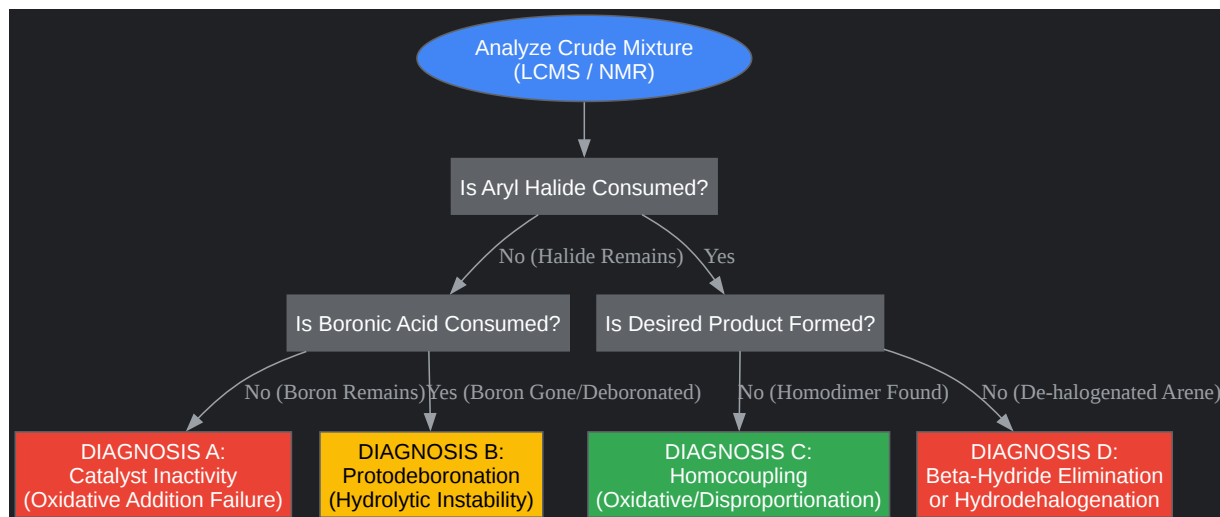 Analyze Crude Mixture
(LCMS / NMR)
Is Aryl Halide Consumed?
No (Halide Remains)
Yes
Is Boronic Acid Consumed?
Is Desired Product Formed?
No (Boron Remains)
Yes (Boron Gone/Deboronated)
No (Homodimer Found)
No (De-halogenated Arene)
DIAGNOSIS A:
Catalyst Inactivity
(Oxidative Addition Failure)
DIAGNOSIS B:
Protodeboronation
(Hydrolytic Instability)
DIAGNOSIS C:
Homocoupling
(Oxidative/Disproportionation)
DIAGNOSIS D:
Beta-Hydride Elimination
or Hydrodehalogenation